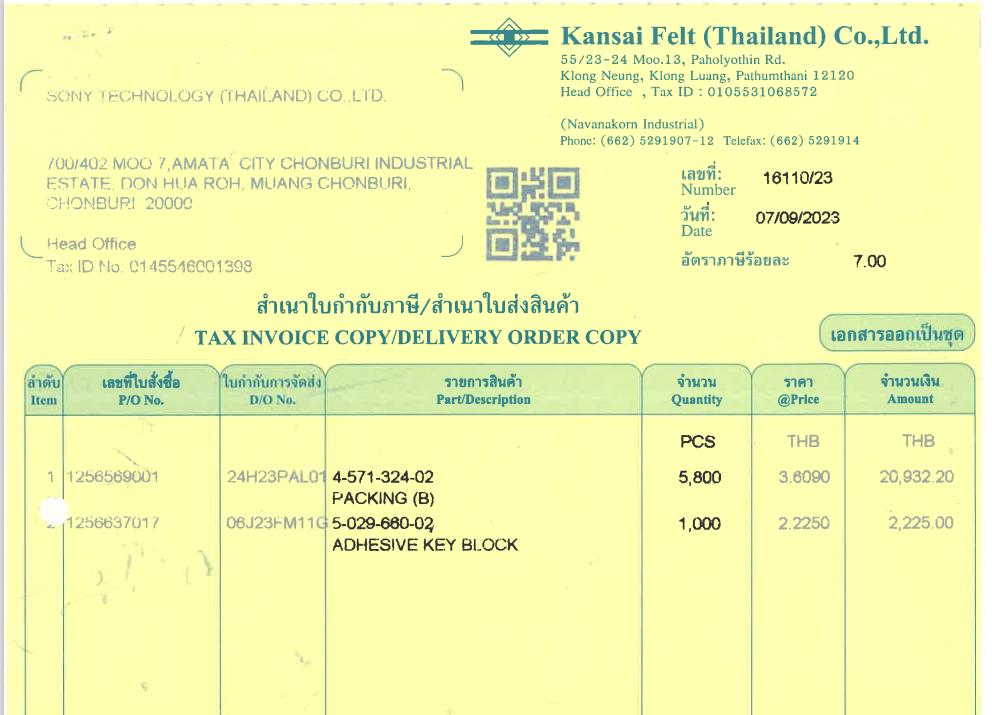 Kansai Felt (Thailand) Co.,Ltd.
55/23-24 Moo.13, Paholyothin Rd.
Klong Neung, Klong Luang, Pathumthani 12120
Head Office , Tax ID : 0105531068572
(Navanakorn Industrial)
Phone: (662) 5291907-12 Telefax: (662) 5291914
SONY TECHNOLOGY (THAILAND) CO.,LTD.
700/402 MOO 7,AMATA CITY CHONBURI INDUSTRIAL
ESTATE, DON HUA ROH, MUANG CHONBURI,
CHONBURI 20000
Head Office
Tax ID No. 0145546001398
เลขที่: 16110/23
Number
วันที่: 07/09/2023
Date
อัตราภาษีร้อยละ 7.00
สำเนาใบกำกับภาษี/สำเนาใบส่งสินค้า
TAX INVOICE COPY/DELIVERY ORDER COPY
เอกสารออกเป็นชุด
ลำดับ เลขที่ใบสั่งซื้อ ใบกำกับการจัดส่ง รายการสินค้า จำนวน ราคา จำนวนเงิน
Item P/O No. D/O No. Part/Description Quantity @Price Amount
PCS THB THB
1 1256569001 24H23PAL01 4-571-324-02 5,800 3.6090 20,932.20
PACKING (B)
2 1256637017 06J23FM11G 5-029-660-02 1,000 2.2250 2,225.00
ADHESIVE KEY BLOCK